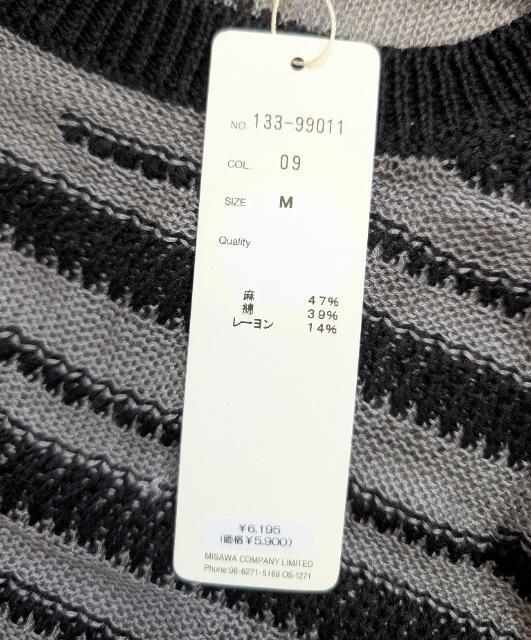 NO. 133-99011
COL. 09
SIZE M
Quality
麻 47%
綿 39%
レーヨン 14%
¥6,195
(価格¥5,900)
MISAWA COMPANY LIMITED
Phone:06-6271-5169 OS-1271